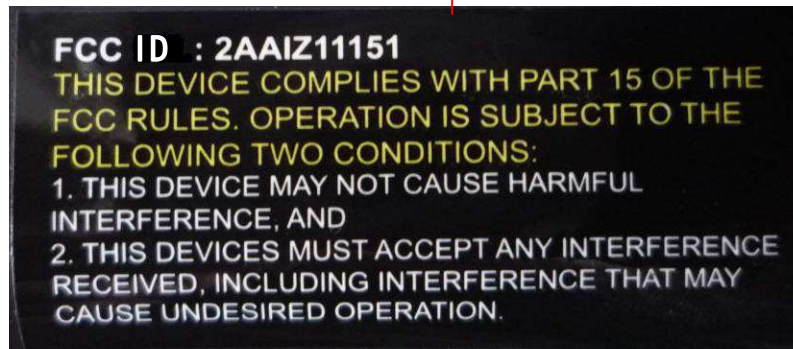 FCC ID : 2AAIZ11151
THIS DEVICE COMPLIES WITH PART 15 OF THE
FCC RULES. OPERATION IS SUBJECT TO THE
FOLLOWING TWO CONDITIONS:
1. THIS DEVICE MAY NOT CAUSE HARMFUL
INTERFERENCE, AND
2. THIS DEVICES MUST ACCEPT ANY INTERFERENCE
RECEIVED, INCLUDING INTERFERENCE THAT MAY
CAUSE UNDESIRED OPERATION.